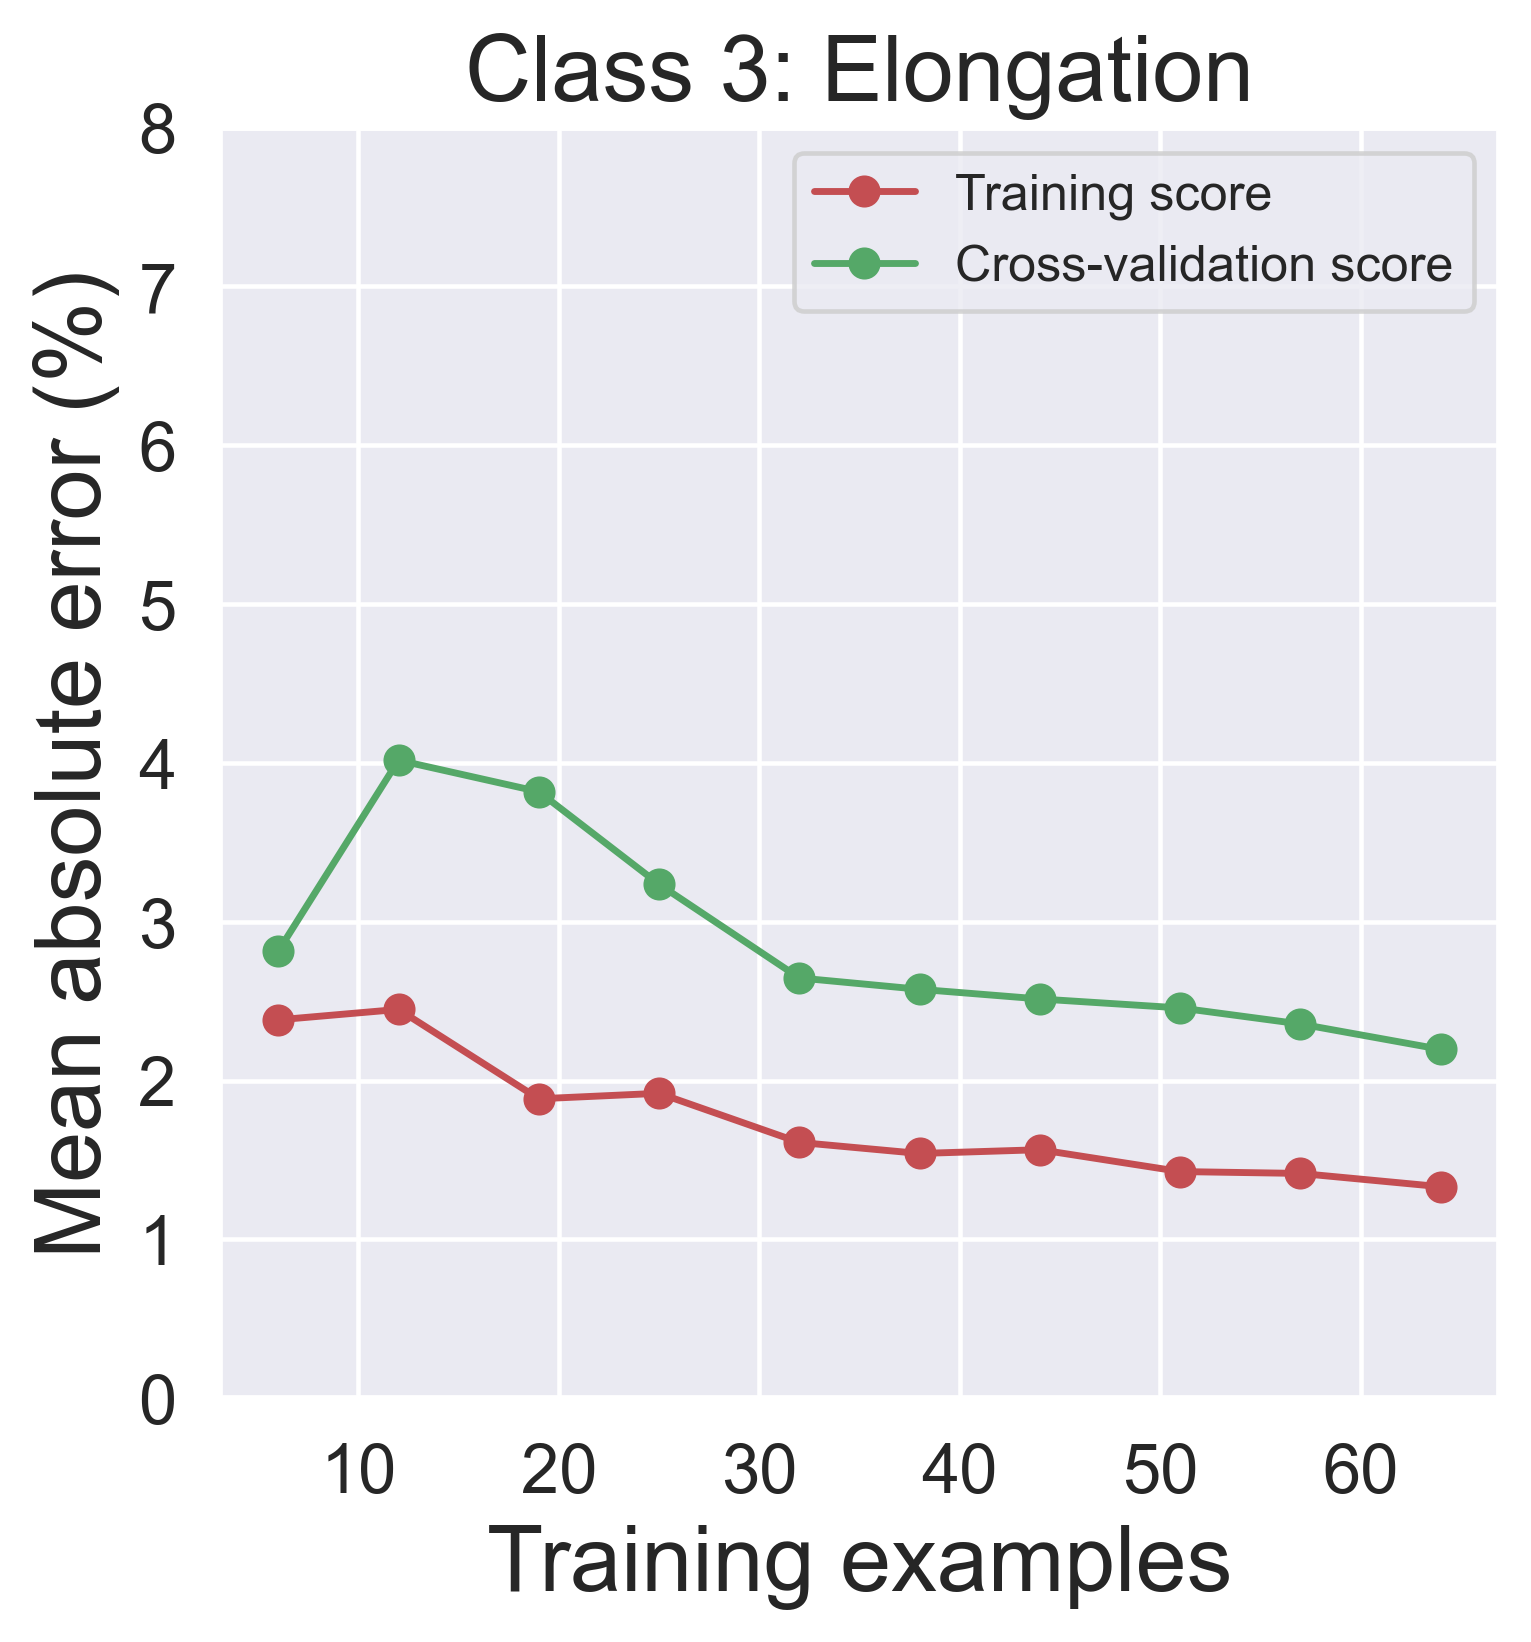 Class 3: Elongation
Training score
Cross-validation score
Mean absolute error (%)
8
7
6
5
4
3
2
1
0
10 20 30 40 50 60
Training examples